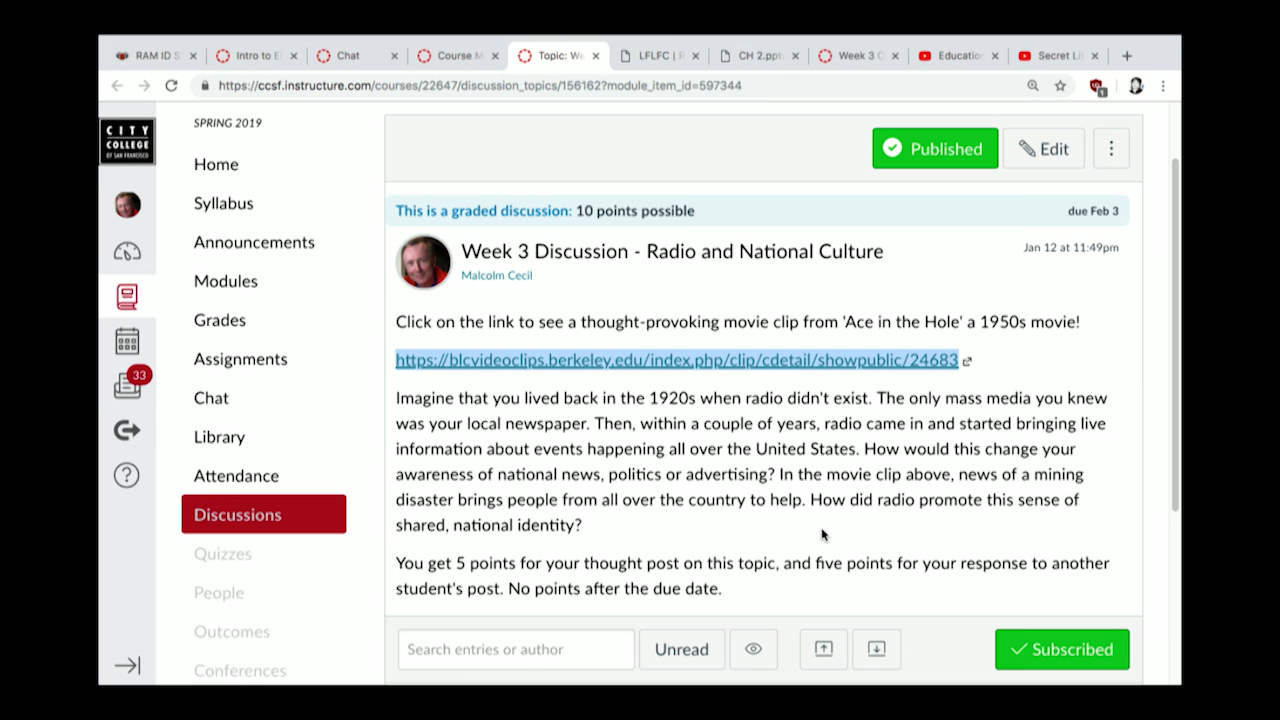 RAM ID S
Intro to E
Chat
Course M
Topic: We
LFLFC | F
CH 2.ppt
Week 3 C
Educatio
Secret Lif
https://ccsf.instructure.com/courses/22647/discussion_topics/156162?module_item_id=597344
1
CITY
COLLEGE
OF SAN FRANCISCO
33
SPRING 2019
Home
Syllabus
Announcements
Modules
Grades
Assignments
Chat
Library
Attendance
Discussions
Quizzes
People
Outcomes
Conferences
Published
Edit
This is a graded discussion: 10 points possible
due Feb 3
Week 3 Discussion - Radio and National Culture
Jan 12 at 11:49pm
Malcolm Cecil
Click on the link to see a thought-provoking movie clip from 'Ace in the Hole' a 1950s movie!
https://blcvideoclips.berkeley.edu/index.php/clip/cdetail/showpublic/24683
Imagine that you lived back in the 1920s when radio didn't exist. The only mass media you knew
was your local newspaper. Then, within a couple of years, radio came in and started bringing live
information about events happening all over the United States. How would this change your
awareness of national news, politics or advertising? In the movie clip above, news of a mining
disaster brings people from all over the country to help. How did radio promote this sense of
shared, national identity?
You get 5 points for your thought post on this topic, and five points for your response to another
student's post. No points after the due date.
Search entries or author
Unread
Subscribed